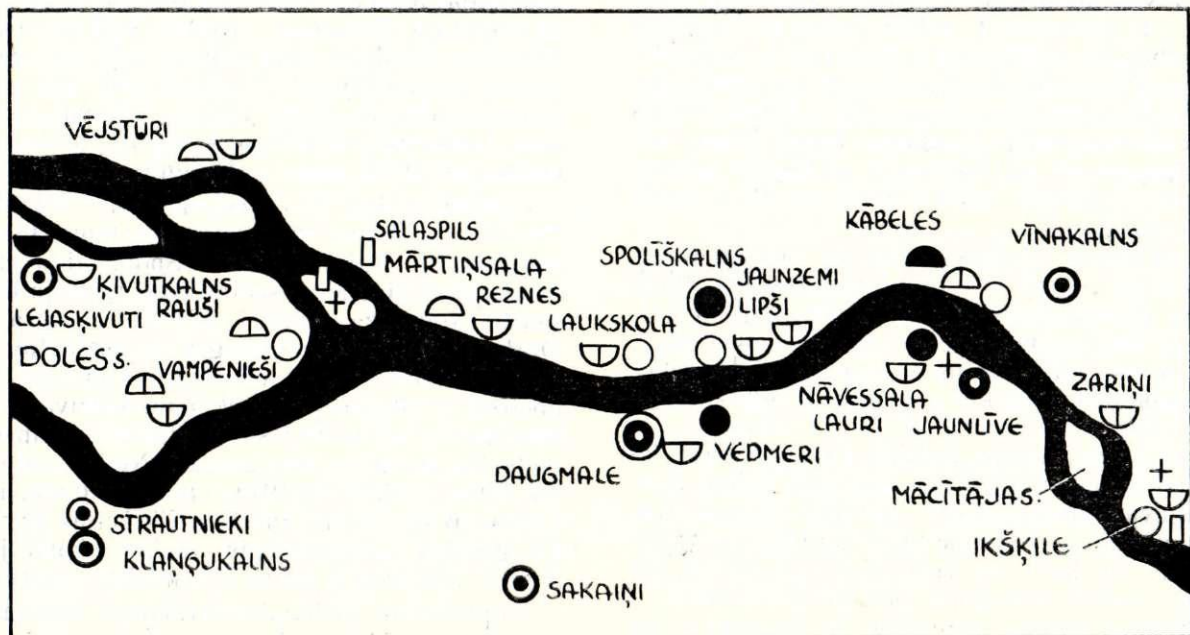 VĒJSTŪRI
SALASPILS
MĀRTIŅSALA
REZNES
ĶIVUTKALNS
RAUŠI
LEJASĶIVUTI
DOLES s.
VAMPENIEŠI
SPOLĪŠKALNS
JAUNZEMI
LIPŠI
LAUKSKOLA
KĀBELES
VĪNAKALNS
NĀVESSALA
LAURI
JAUNLĪVE
ZARIŅI
DAUGMALE
VEDMERI
MĀCĪTĀJAS.
IKŠĶILE
STRAUTNIEKI
KLAŅĢUKALNS
SAKAIŅI